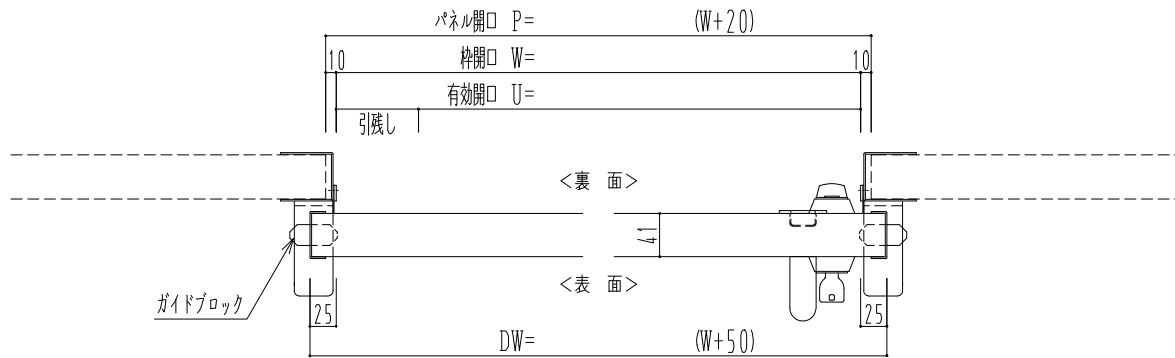 パネル開口 P= (W+20)
10 枠開口 W= 10
有効開口 U=
引残し
<裏 面>
41
<表 面>
ガイドブロック
25 25
DW= (W+50)